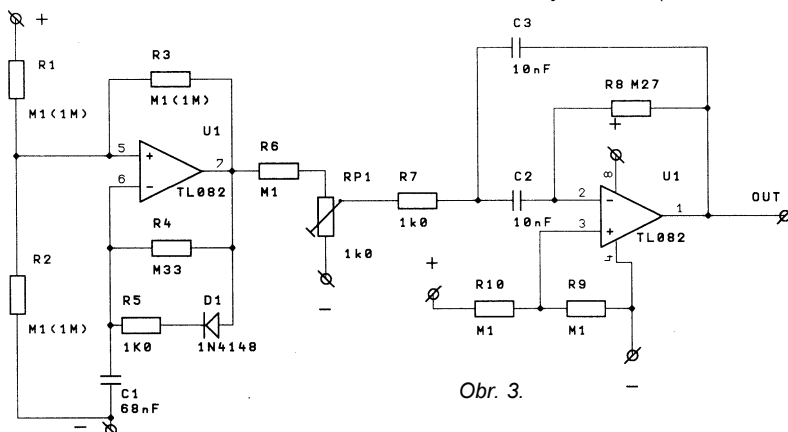 +
R1
M1(1M)
R2
M1(1M)
R3
M1(1M)
5
6
+
-
7
U1
TL082
R4
M33
R5
1K0
D1
1N4148
C1
68nF
-
R6
M1
RP1
1k0
-
R7
1k0
C3
10nF
R8 M27
C2
10nF
+
8
U1
2
3
-
+
1
4
TL082
OUT
+
R10
M1
R9
M1
-
Obr. 3.